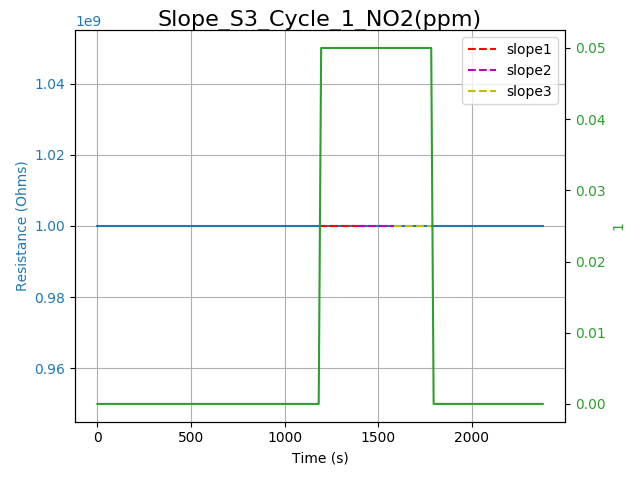 Slope_S3_Cycle_1_NO2(ppm)
1e9
slope1
slope2
slope3
1.04
1.02
1.00
0.98
0.96
Resistance (Ohms)
0.05
0.04
0.03
0.02
0.01
0.00
1
0
500
1000
1500
2000
Time (s)